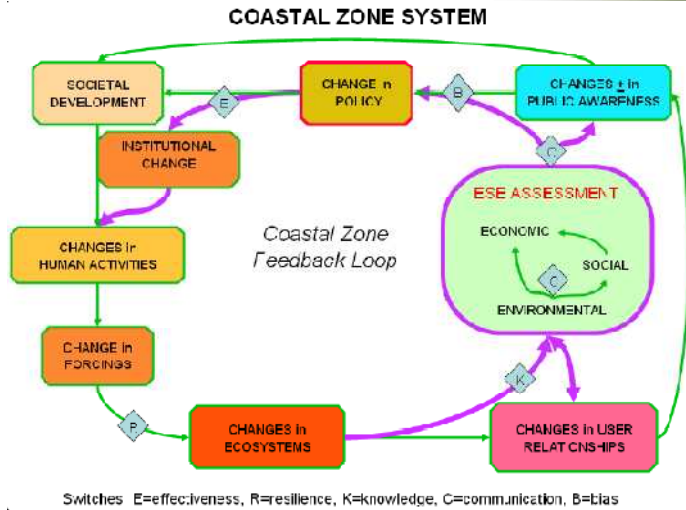 COASTAL ZONE SYSTEM
SOCIETAL
DEVELOPMENT
CHANGE in
POLICY
CHANGES ± in
PUBLIC AWARENESS
E
B
INSTITUTIONAL
CHANGE
C
ESE ASSESSMENT
ECONOMIC
SOCIAL
C
ENVIRONMENTAL
Coastal Zone
Feedback Loop
CHANGES in
HUMAN ACTIVITIES
CHANGE in
FORCINGS
R
K
CHANGES in
ECOSYSTEMS
CHANGES in USER
RELATIONSHIPS
Switches E=effectiveness, R=resilience, K=knowledge, C=communication, B=bias